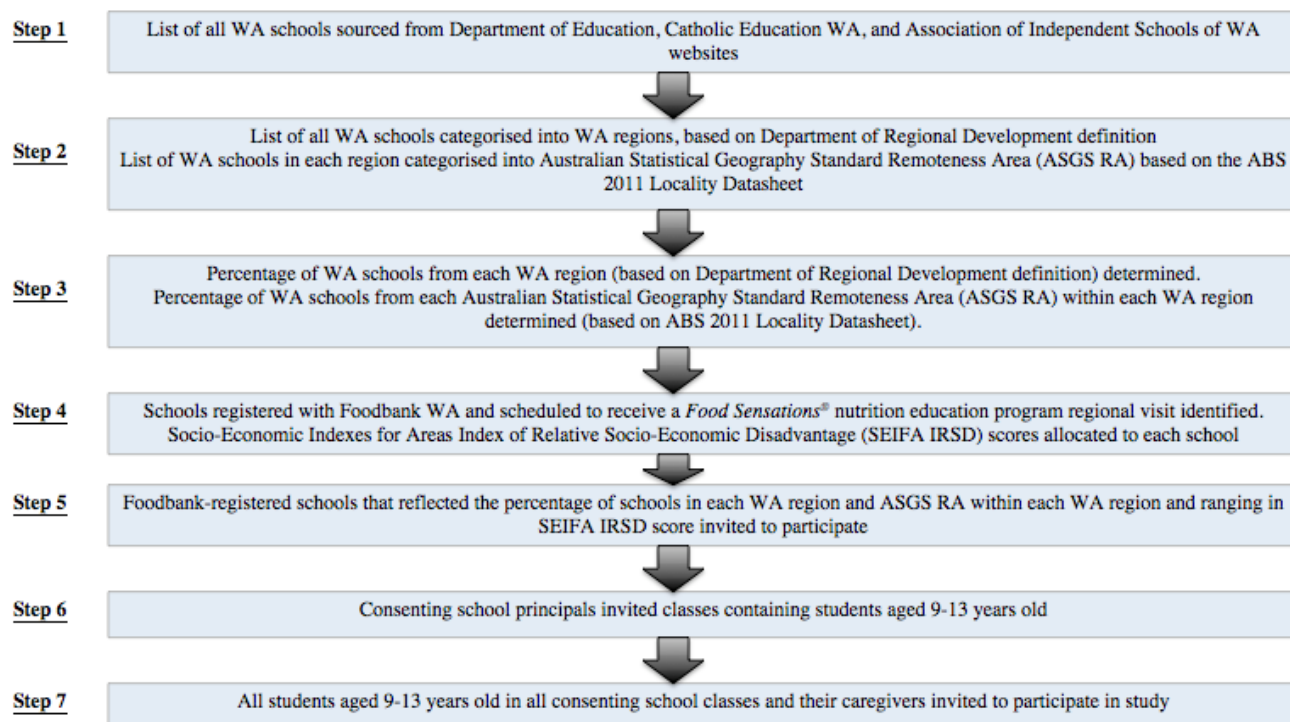 Step 1
List of all WA schools sourced from Department of Education, Catholic Education WA, and Association of Independent Schools of WA
websites
Step 2
List of all WA schools categorised into WA regions, based on Department of Regional Development definition
List of WA schools in each region categorised into Australian Statistical Geography Standard Remoteness Area (ASGS RA) based on the ABS
2011 Locality Datasheet
Step 3
Percentage of WA schools from each WA region (based on Department of Regional Development definition) determined.
Percentage of WA schools from each Australian Statistical Geography Standard Remoteness Area (ASGS RA) within each WA region
determined (based on ABS 2011 Locality Datasheet).
Step 4
Schools registered with Foodbank WA and scheduled to receive a Food Sensations® nutrition education program regional visit identified.
Socio-Economic Indexes for Areas Index of Relative Socio-Economic Disadvantage (SEIFA IRSD) scores allocated to each school
Step 5
Foodbank-registered schools that reflected the percentage of schools in each WA region and ASGS RA within each WA region and ranging in
SEIFA IRSD score invited to participate
Step 6
Consenting school principals invited classes containing students aged 9-13 years old
Step 7
All students aged 9-13 years old in all consenting school classes and their caregivers invited to participate in study